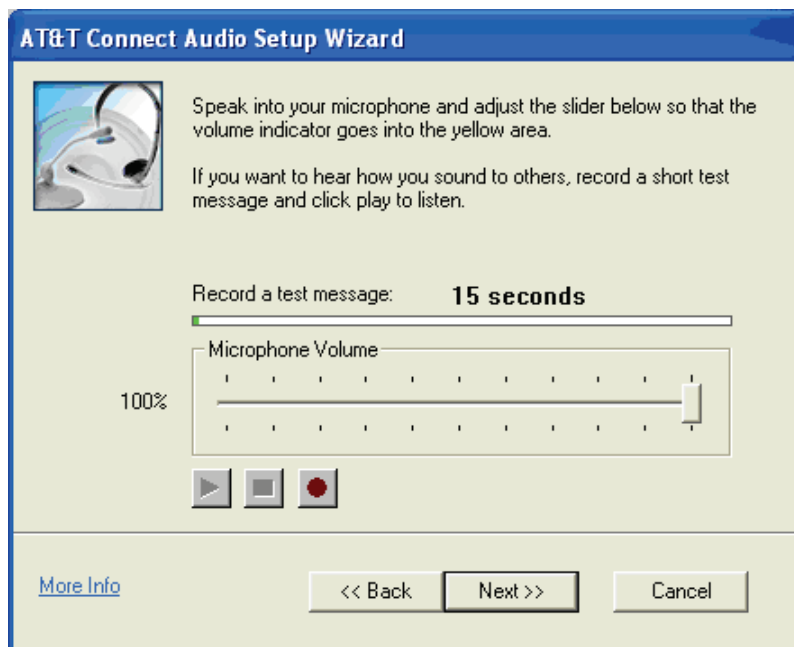 AT&T Connect Audio Setup Wizard
Speak into your microphone and adjust the slider below so that the
volume indicator goes into the yellow area.
If you want to hear how you sound to others, record a short test
message and click play to listen.
Record a test message: 15 seconds
Microphone Volume
100%
More Info
<< Back
Next >>
Cancel